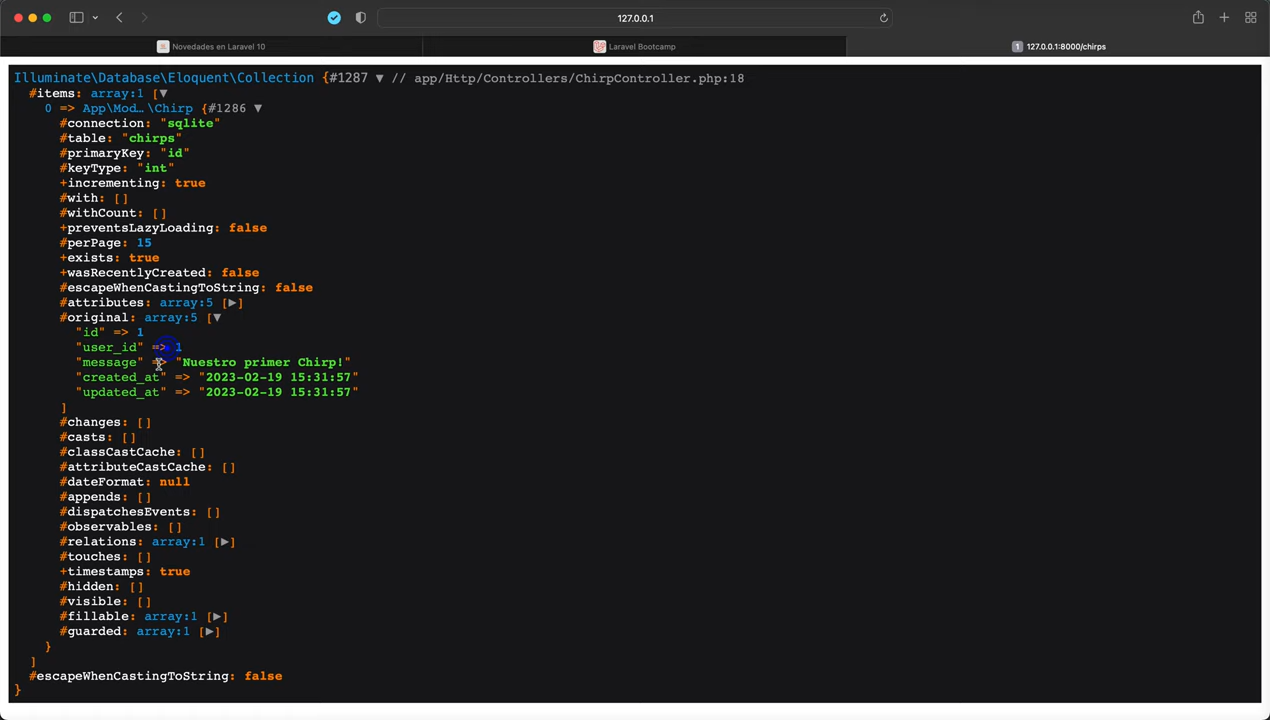 127.0.0.1
Novedades en Laravel 10
Laravel Bootcamp
1 127.0.0.1:8000/chirps
Illuminate\Database\Eloquent\Collection {#1287 ▼ // app/Http/Controllers/ChirpController.php:18
#items: array:1 [▼
0 => App\Mod…\Chirp {#1286 ▼
#connection: "sqlite"
#table: "chirps"
#primaryKey: "id"
#keyType: "int"
+incrementing: true
#with: []
#withCount: []
+preventsLazyLoading: false
#perPage: 15
+exists: true
+wasRecentlyCreated: false
#escapeWhenCastingToString: false
#attributes: array:5 [▶]
#original: array:5 [▼
"id" => 1
"user_id" => 1
"message" => "Nuestro primer Chirp!"
"created_at" => "2023-02-19 15:31:57"
"updated_at" => "2023-02-19 15:31:57"
]
#changes: []
#casts: []
#classCastCache: []
#attributeCastCache: []
#dateFormat: null
#appends: []
#dispatchesEvents: []
#observables: []
#relations: array:1 [▶]
#touches: []
+timestamps: true
#hidden: []
#visible: []
#fillable: array:1 [▶]
#guarded: array:1 [▶]
}
]
#escapeWhenCastingToString: false
}